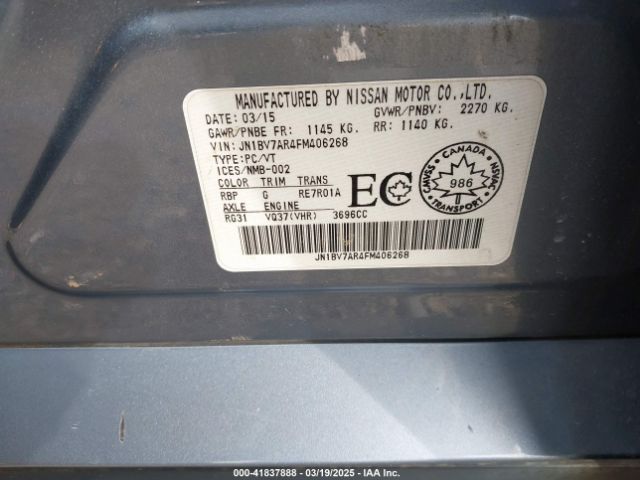 MANUFACTURED BY NISSAN MOTOR CO.,LTD.
DATE: 03/15 GVWR/PNBV: 2270 KG.
GAWR/PNBE FR: 1145 KG. RR: 1140 KG.
VIN: JN1BV7AR4FM406268
TYPE:PC/VT
ICES/NMB-002
COLOR TRIM TRANS
RBP G RE7R01A
AXLE ENGINE
RG31 VQ37(VHR) 3696CC
EC
CMVSS CANADA NSVAC
986
TRANSPORT
JN1BV7AR4FM406268
000-41837888 - 03/19/2025 - IAA Inc.